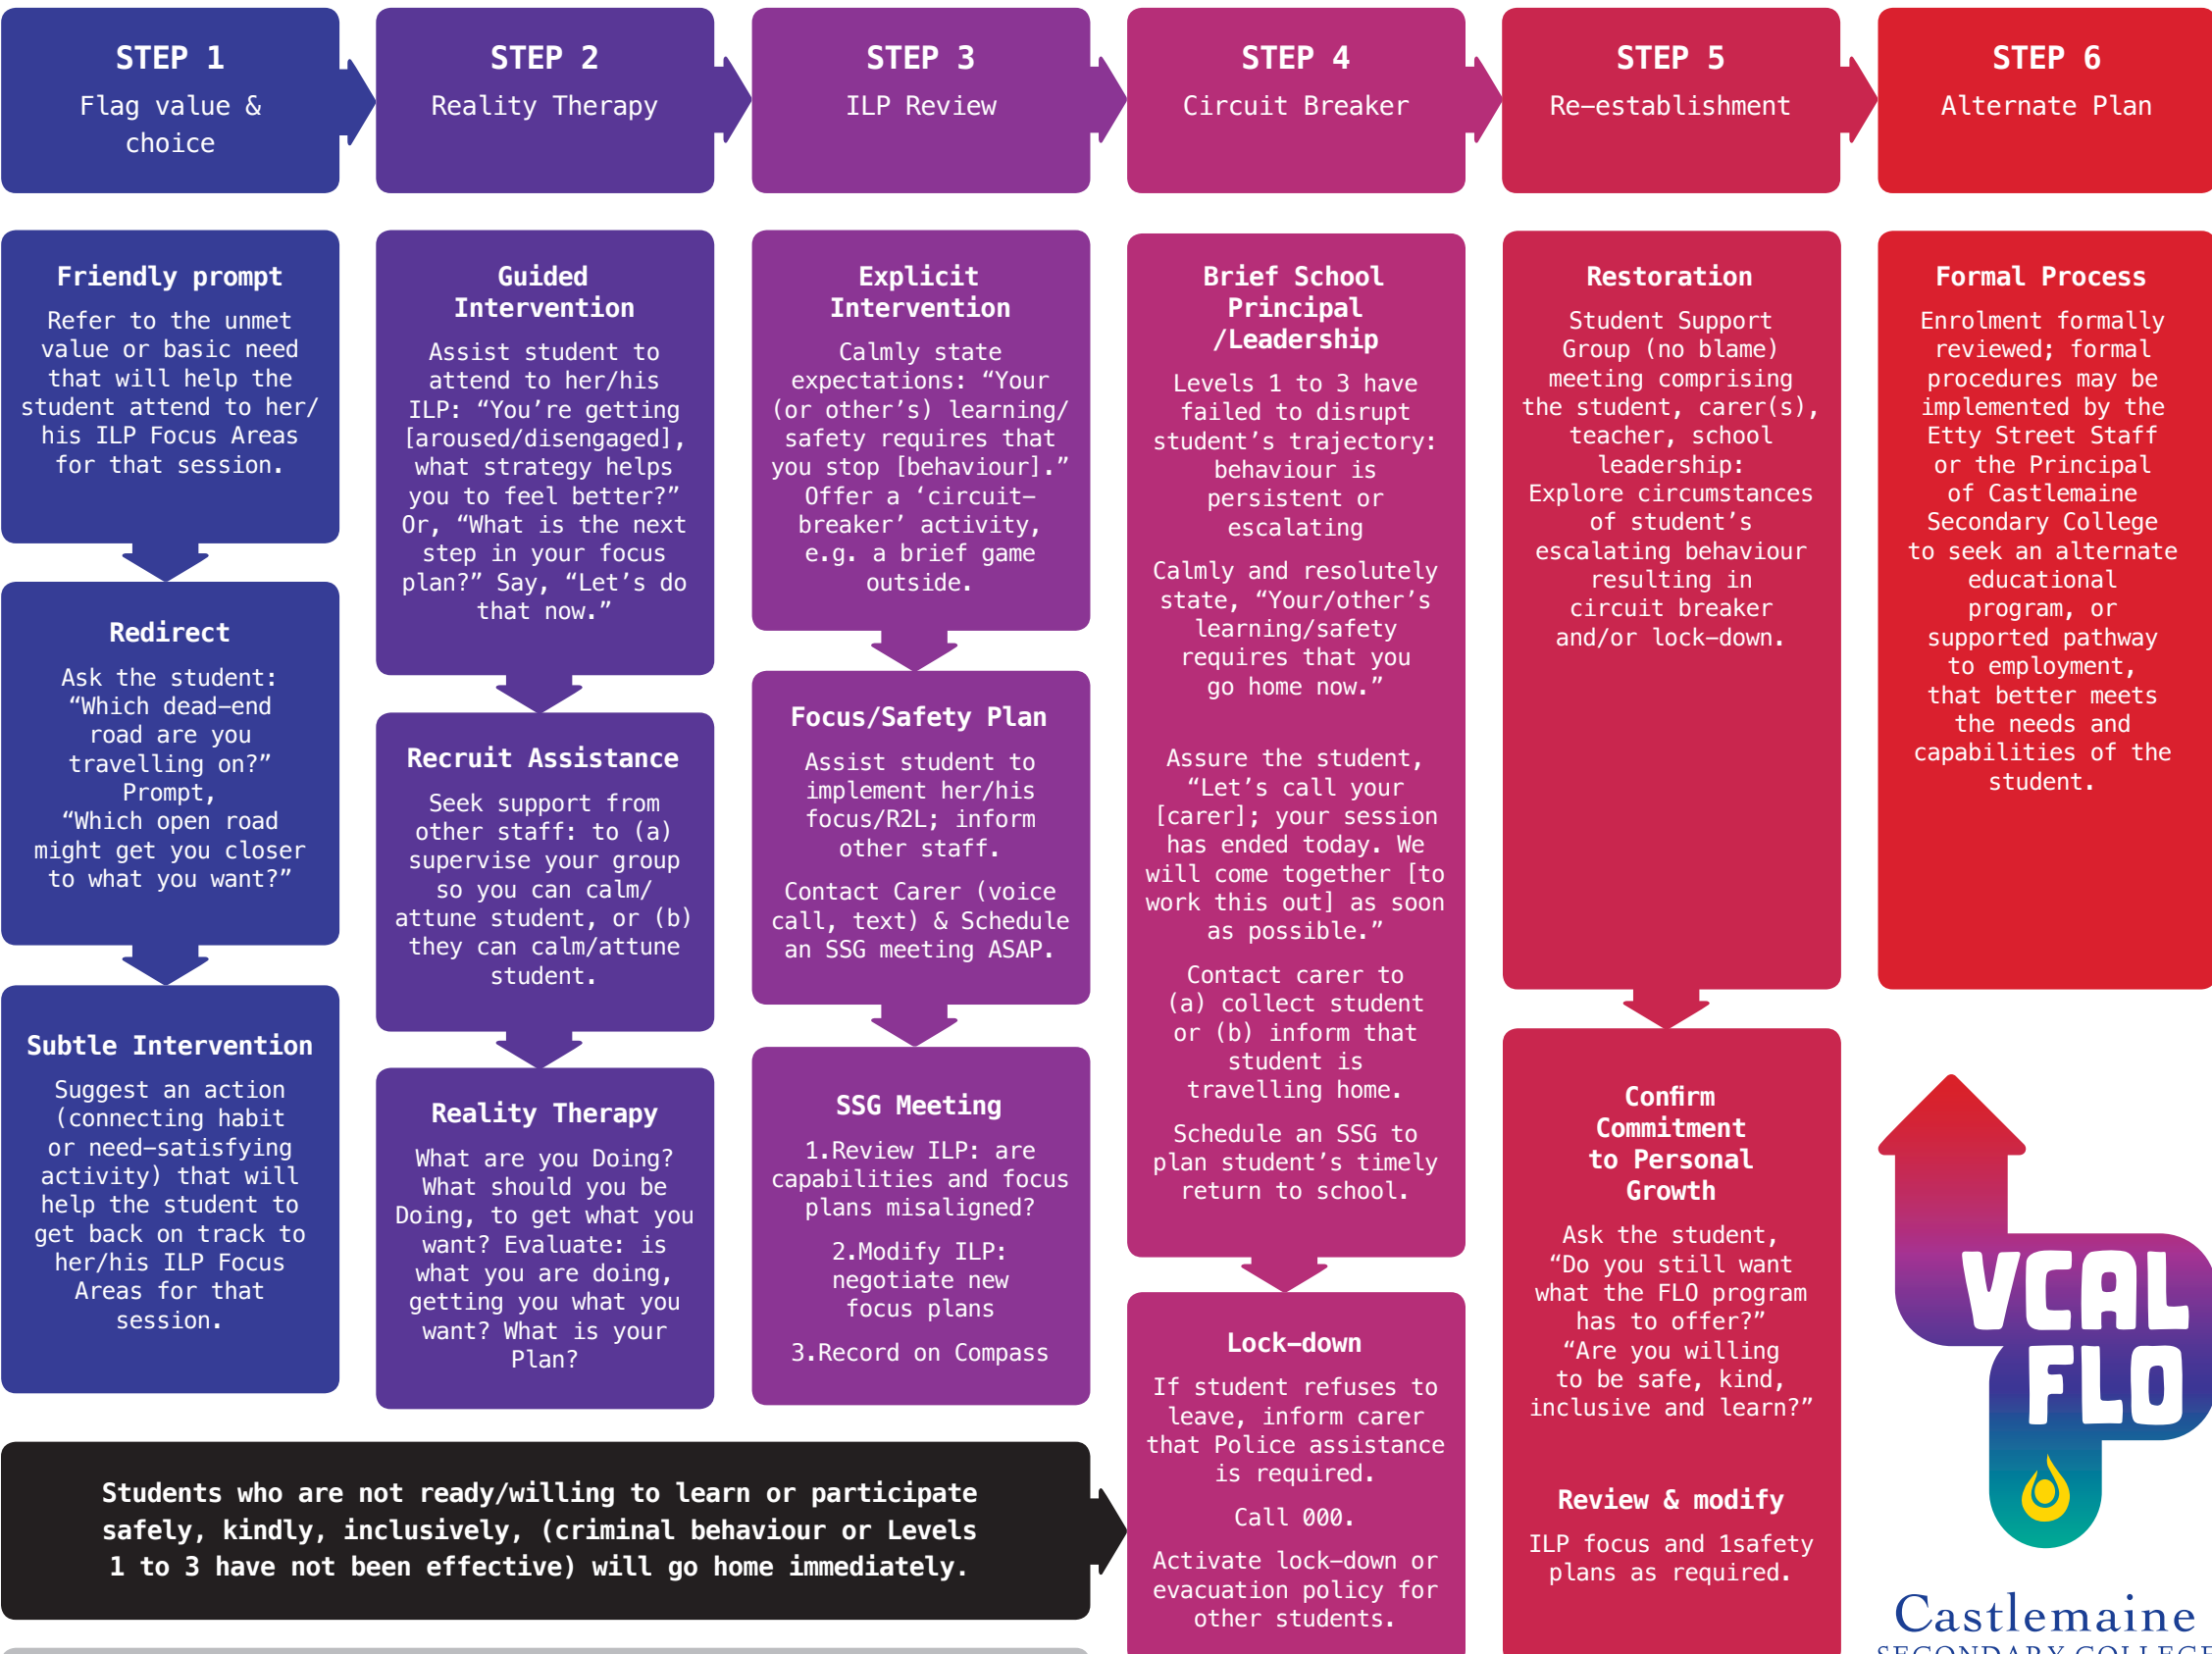 STEP 1
Flag value &
choice
STEP 2
Reality Therapy
STEP 3
ILP Review
STEP 4
Circuit Breaker
STEP 5
Re–establishment
STEP 6
Alternate Plan
Friendly prompt
Refer to the unmet
value or basic need
that will help the
student attend to her/
his ILP Focus Areas
for that session.
Redirect
Ask the student:
“Which dead–end
road are you
travelling on?”
Prompt,
“Which open road
might get you closer
to what you want?”
Subtle Intervention
Suggest an action
(connecting habit
or need–satisfying
activity) that will
help the student to
get back on track to
her/his ILP Focus
Areas for that
session.
Guided
Intervention
Assist student to
attend to her/his
ILP: “You’re getting
[aroused/disengaged],
what strategy helps
you to feel better?”
Or, “What is the next
step in your focus
plan?” Say, “Let’s do
that now.”
Recruit Assistance
Seek support from
other staff: to (a)
supervise your group
so you can calm/
attune student, or (b)
they can calm/attune
student.
Reality Therapy
What are you Doing?
What should you be
Doing, to get what you
want? Evaluate: is
what you are doing,
getting you what you
want? What is your
Plan?
Explicit
Intervention
Calmly state
expectations: “Your
(or other’s) learning/
safety requires that
you stop [behaviour].”
Offer a ‘circuit–
breaker’ activity,
e.g. a brief game
outside.
Focus/Safety Plan
Assist student to
implement her/his
focus/R2L; inform
other staff.
Contact Carer (voice
call, text) & Schedule
an SSG meeting ASAP.
SSG Meeting
1.Review ILP: are
capabilities and focus
plans misaligned?
2.Modify ILP:
negotiate new
focus plans
3.Record on Compass
Students who are not ready/willing to learn or participate
safely, kindly, inclusively, (criminal behaviour or Levels
1 to 3 have not been effective) will go home immediately.
Brief School
Principal
/Leadership
Levels 1 to 3 have
failed to disrupt
student’s trajectory:
behaviour is
persistent or
escalating
Calmly and resolutely
state, “Your/other’s
learning/safety
requires that you
go home now.”
Assure the student,
“Let’s call your
[carer]; your session
has ended today. We
will come together [to
work this out] as soon
as possible.”
Contact carer to
(a) collect student
or (b) inform that
student is
travelling home.
Schedule an SSG to
plan student’s timely
return to school.
Lock–down
If student refuses to
leave, inform carer
that Police assistance
is required.
Call 000.
Activate lock–down or
evacuation policy for
other students.
Restoration
Student Support
Group (no blame)
meeting comprising
the student, carer(s),
teacher, school
leadership:
Explore circumstances
of student’s
escalating behaviour
resulting in
circuit breaker
and/or lock–down.
Confirm
Commitment
to Personal
Growth
Ask the student,
“Do you still want
what the FLO program
has to offer?”
“Are you willing
to be safe, kind,
inclusive and learn?”
Review & modify
ILP focus and 1safety
plans as required.
Formal Process
Enrolment formally
reviewed; formal
procedures may be
implemented by the
Etty Street Staff
or the Principal
of Castlemaine
Secondary College
to seek an alternate
educational
program, or
supported pathway
to employment,
that better meets
the needs and
capabilities of the
student.
VCAL
FLO
Castlemaine
SECONDARY COLLEGE